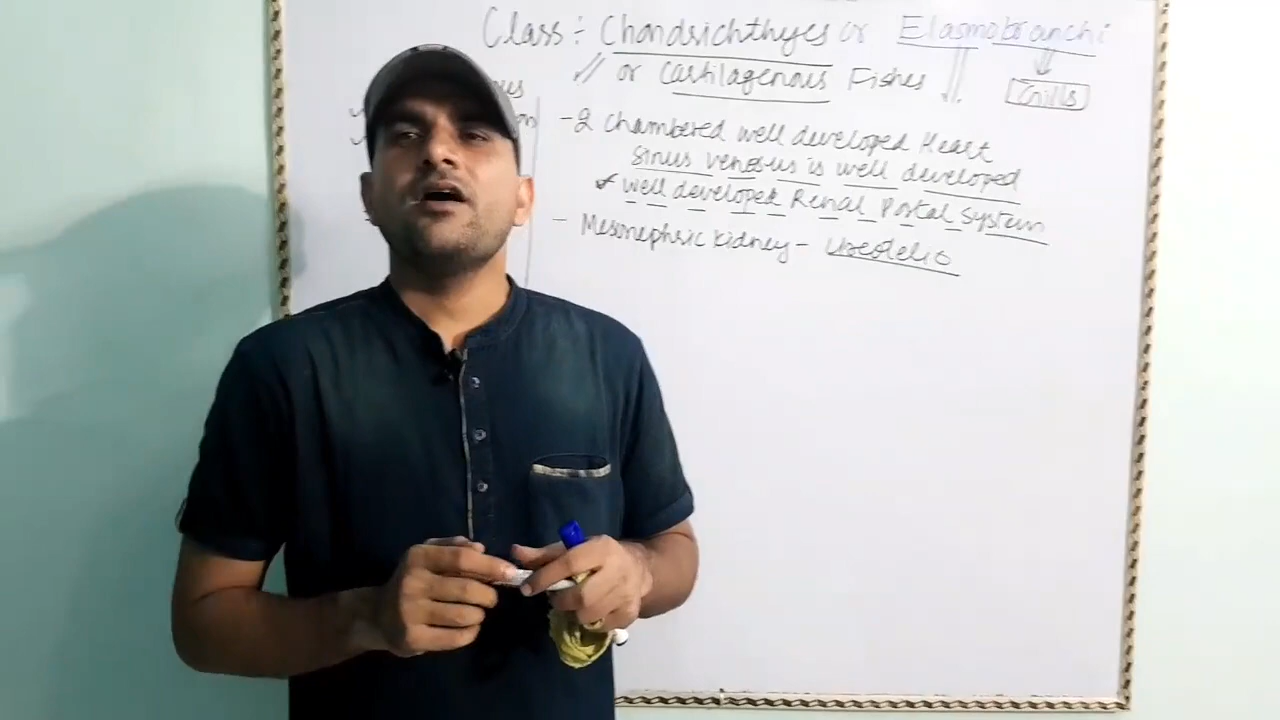 Class : Chondrichthyes or Elasmobranchi
// or Cartilagenous Fishes
Gills
- 2 chambered well developed Heart
Sinus venosus is well developed
well developed Renal Portal System
- Mesonephric kidney - Ureotelic